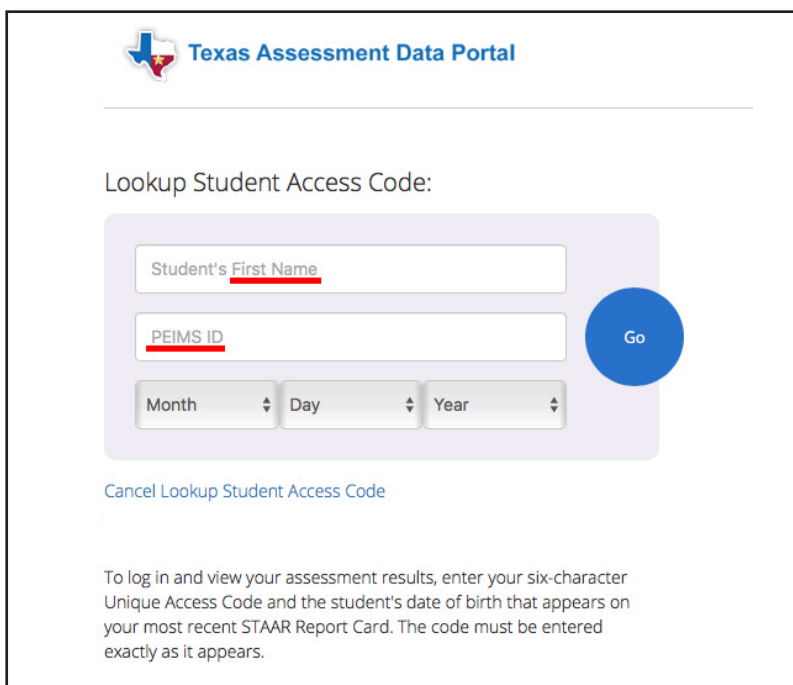 Texas Assessment Data Portal
Lookup Student Access Code:
Student's First Name
PEIMS ID
Go
Month Day Year
Cancel Lookup Student Access Code
To log in and view your assessment results, enter your six-character
Unique Access Code and the student's date of birth that appears on
your most recent STAAR Report Card. The code must be entered
exactly as it appears.